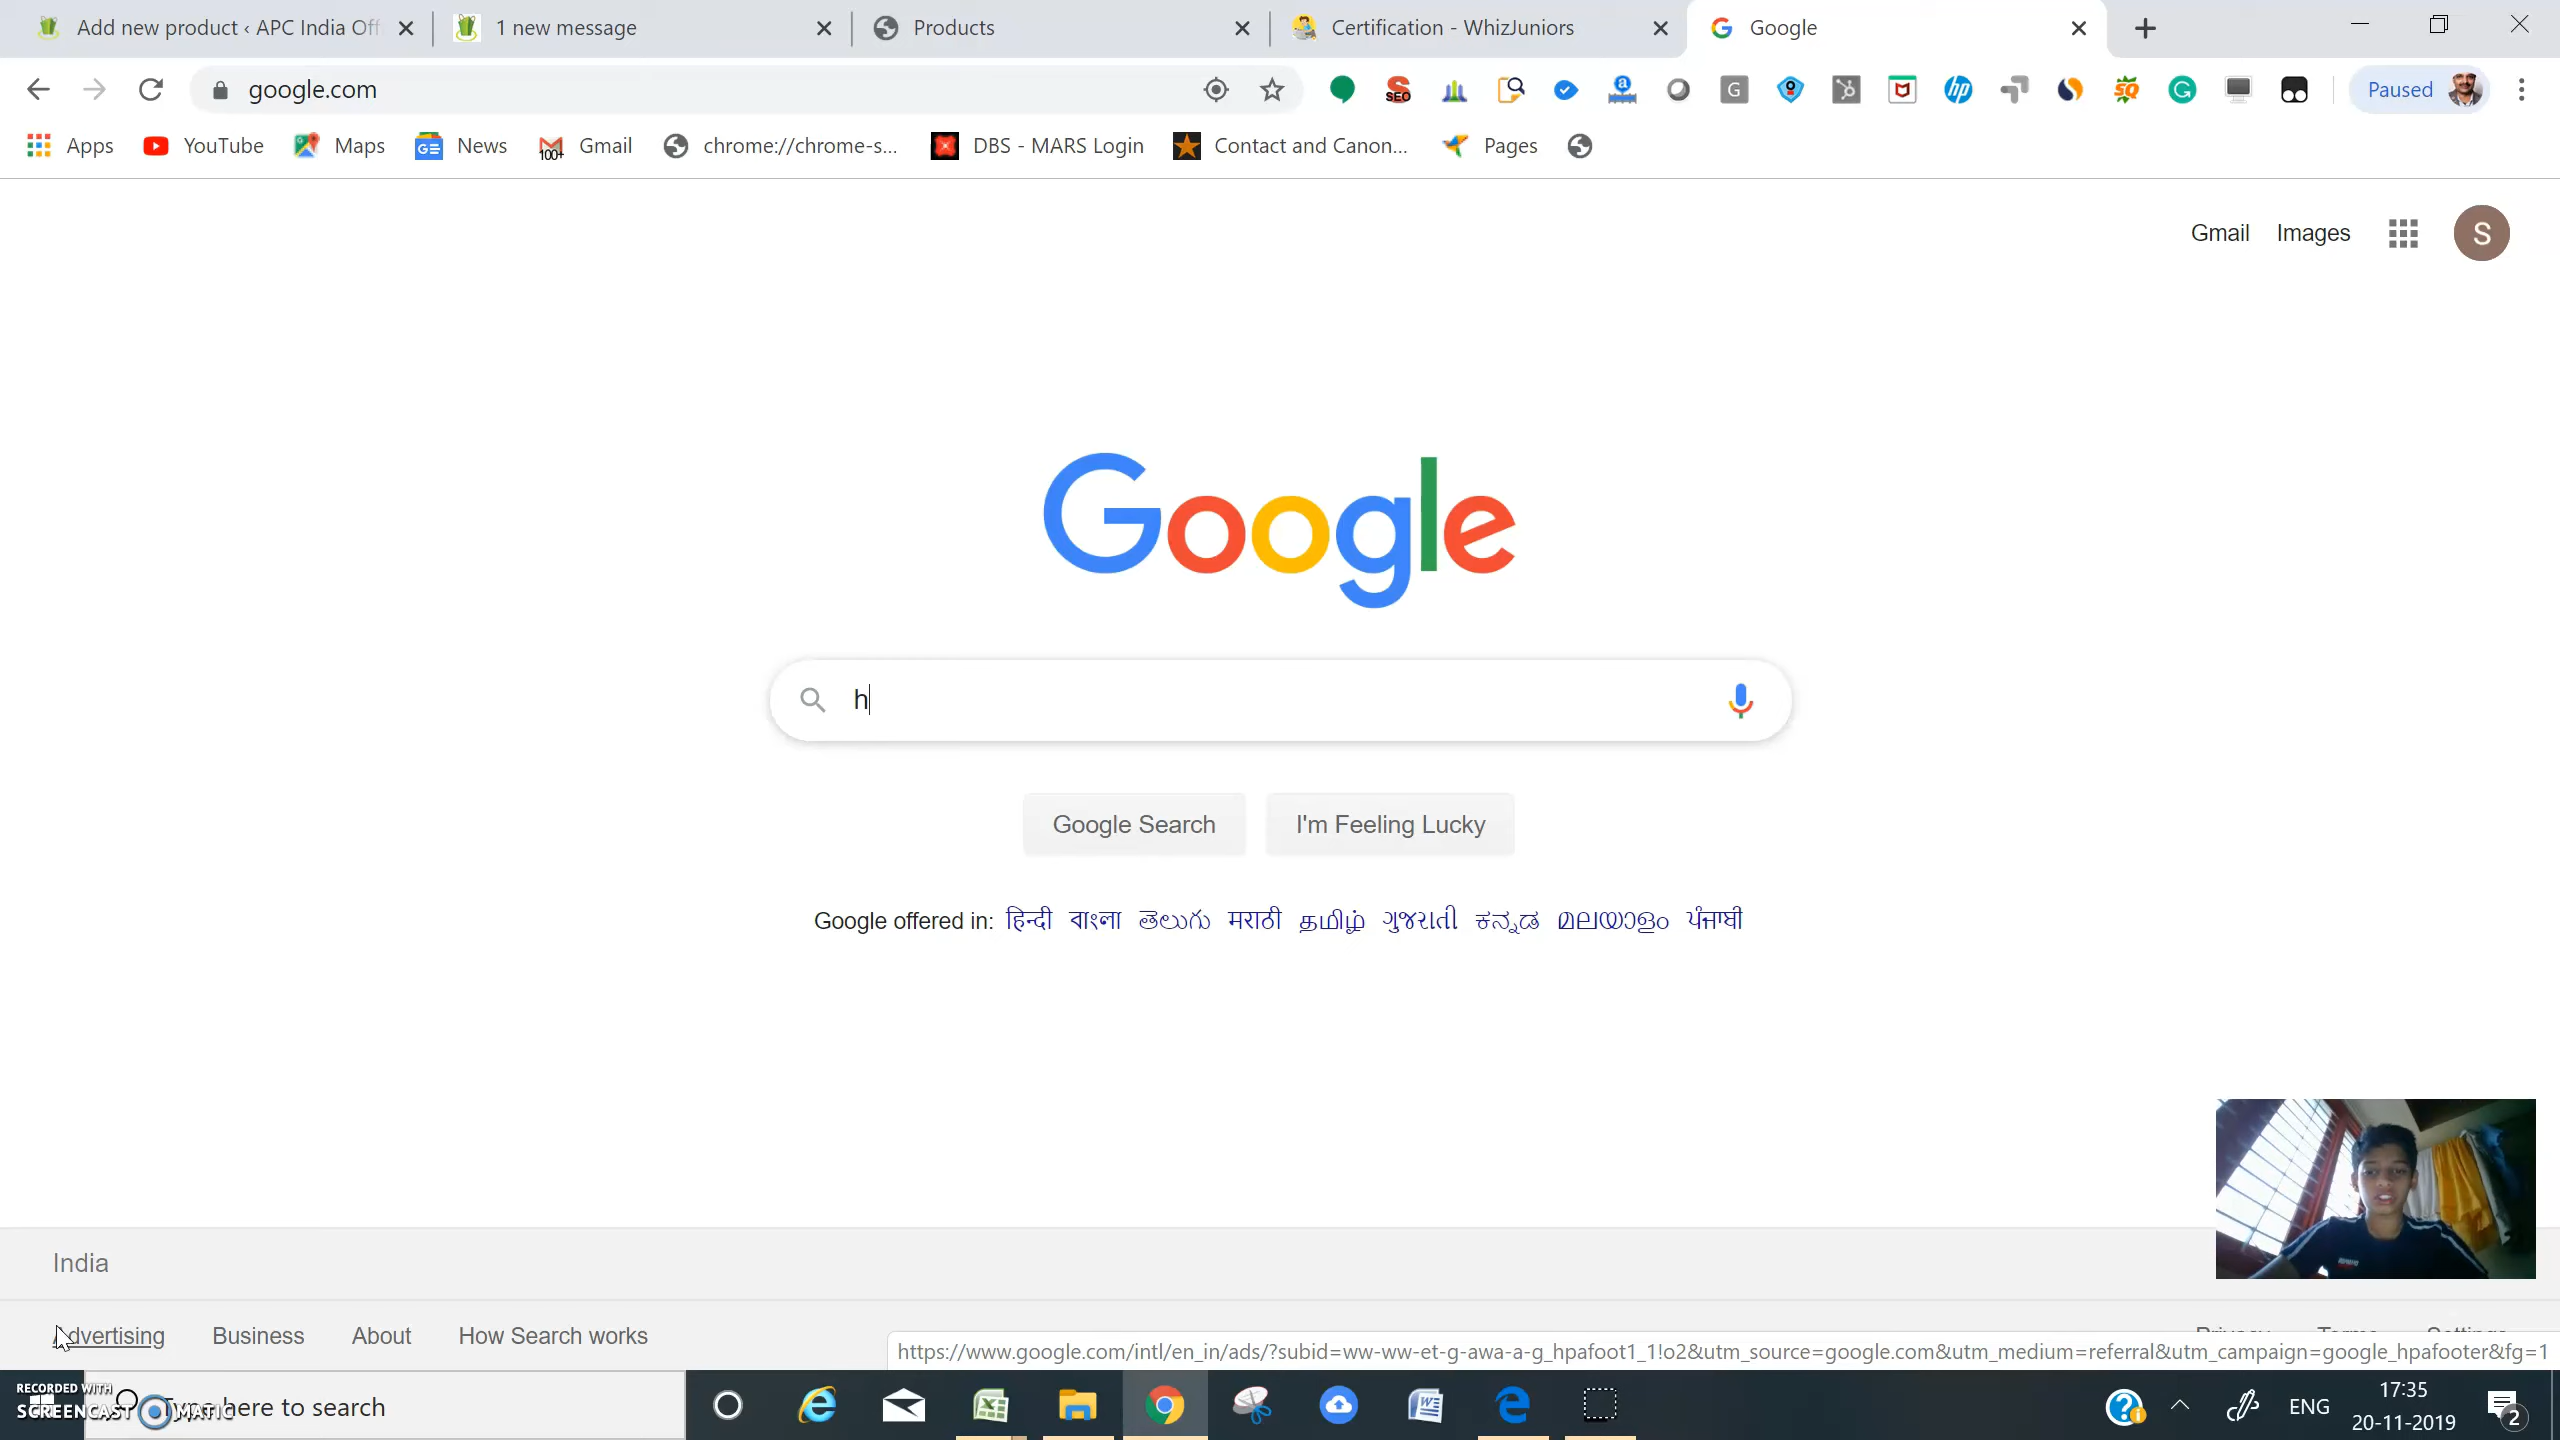 Add new product ‹ APC India Off
1 new message
Products
Certification - WhizJuniors
Google
google.com
SEO
a
G
hp
Paused
Apps
YouTube
Maps
News
Gmail
chrome://chrome-s...
DBS - MARS Login
Contact and Canon...
Pages
Gmail
Images
S
Google
h
Google Search
I'm Feeling Lucky
Google offered in: हिन्दी বাংলা తెలుగు मराठी தமிழ் ગુજરાતી ಕನ್ನಡ മലയാളം ਪੰਜਾਬੀ
India
Advertising
Business
About
How Search works
https://www.google.com/intl/en_in/ads/?subid=ww-ww-et-g-awa-a-g_hpafoot1_1!o2&utm_source=google.com&utm_medium=referral&utm_campaign=google_hpafooter&fg=1
RECORDED WITH
SCREENCAST MATIC
Type here to search
ENG
17:35
20-11-2019
2